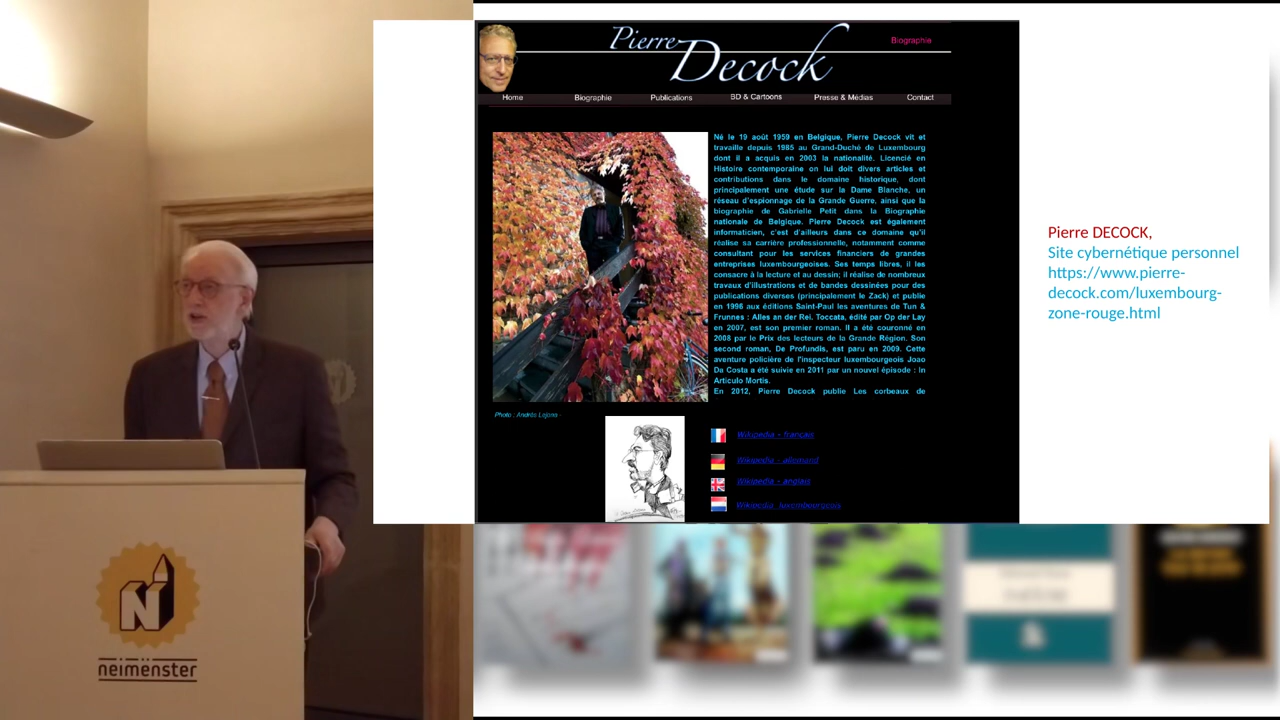 Pierre
Decock
Biographie
Home
Biographie
Publications
BD & Cartoons
Presse & Médias
Contact
Né le 19 août 1959 en Belgique, Pierre Decock vit et
travaille depuis 1985 au Grand-Duché de Luxembourg
dont il a acquis en 2003 la nationalité. Licencié en
Histoire contemporaine on lui doit divers articles et
contributions dans le domaine historique, dont
principalement une étude sur la Dame Blanche, un
réseau d'espionnage de la Grande Guerre, ainsi que la
biographie de Gabrielle Petit dans la Biographie
nationale de Belgique. Pierre Decock est également
informaticien, c'est d'ailleurs dans ce domaine qu'il
réalise sa carrière professionnelle, notamment comme
consultant pour les services financiers de grandes
entreprises luxembourgeoises. Ses temps libres, il les
consacre à la lecture et au dessin; il réalise de nombreux
travaux d'illustrations et de bandes dessinées pour des
publications diverses (principalement le Zack) et publie
en 1998 aux éditions Saint-Paul les aventures de Tun &
Frunnes : Alles an der Rei. Toccata, édité par Op der Lay
en 2007, est son premier roman. Il a été couronné en
2008 par le Prix des lecteurs de la Grande Région. Son
second roman, De Profundis, est paru en 2009. Cette
aventure policière de l'inspecteur luxembourgeois Joao
Da Costa a été suivie en 2011 par un nouvel épisode : In
Articulo Mortis.
En 2012, Pierre Decock publie Les corbeaux de
Photo : Andrés Lejona -
Wikipedia - français
Wikipedia - allemand
Wikipedia - anglais
Wikipedia luxembourgeois
Pierre DECOCK,
Site cybernétique personnel
https://www.pierre-
decock.com/luxembourg-
zone-rouge.html
N
neimënster